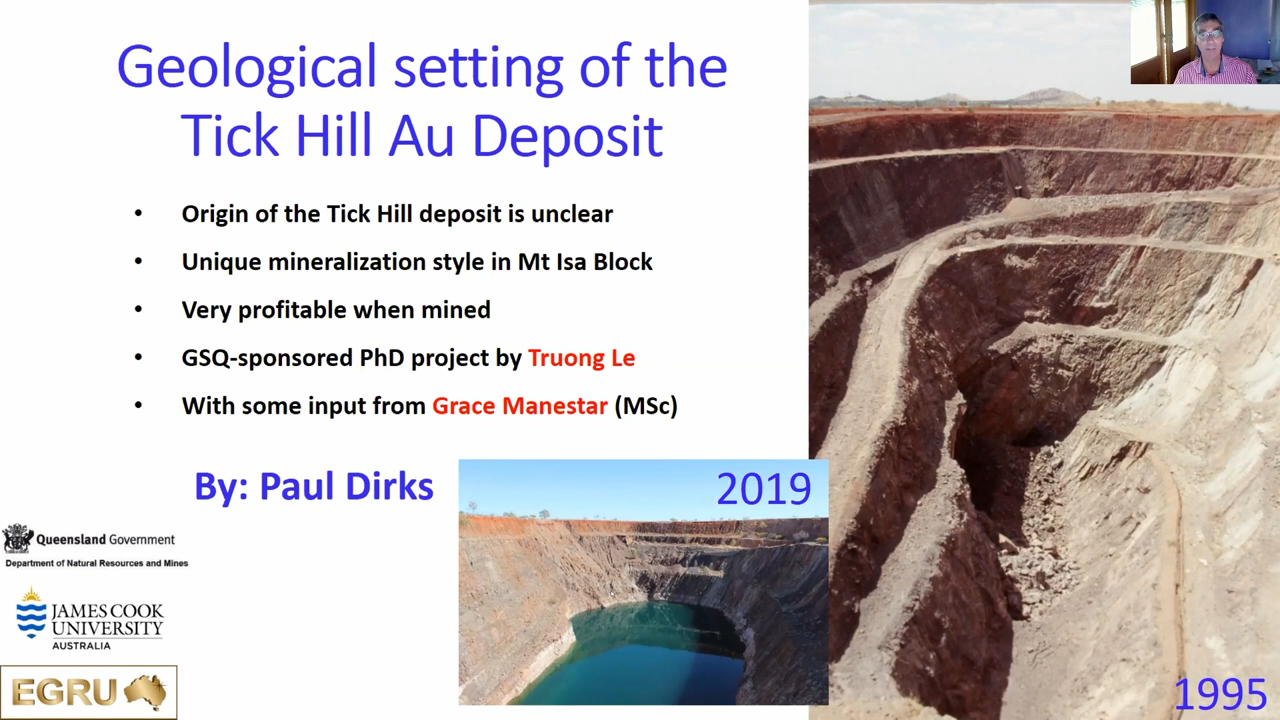 Geological setting of the
Tick Hill Au Deposit
• Origin of the Tick Hill deposit is unclear
• Unique mineralization style in Mt Isa Block
• Very profitable when mined
• GSQ-sponsored PhD project by Truong Le
• With some input from Grace Manestar (MSc)
By: Paul Dirks
2019
Queensland Government
Department of Natural Resources and Mines
JAMES COOK
UNIVERSITY
AUSTRALIA
EGRU
1995